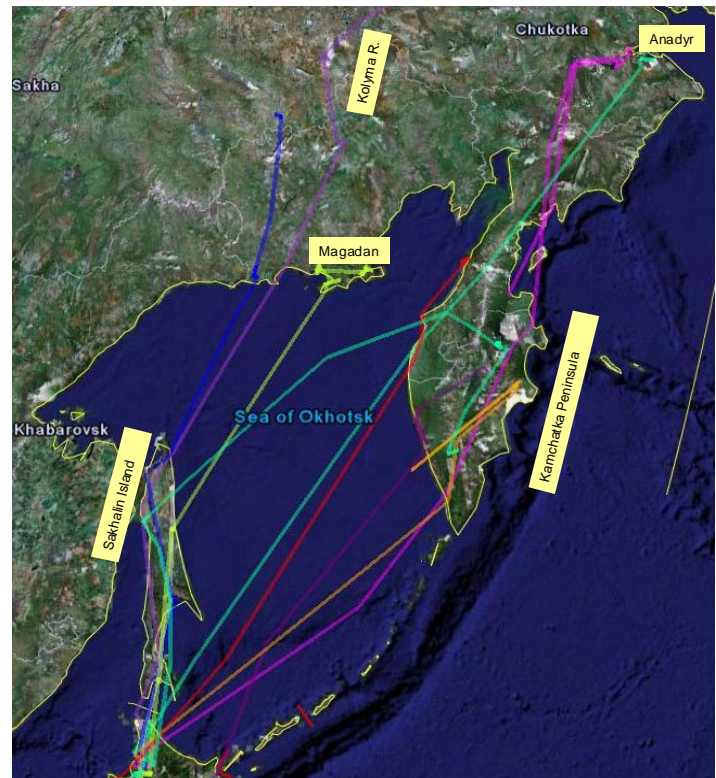 Chukotka
Anadyr
Kolyma R.
Sakha
Magadan
Sea of Okhotsk
Khabarovsk
Sakhalin Island
Kamchatka Peninsula